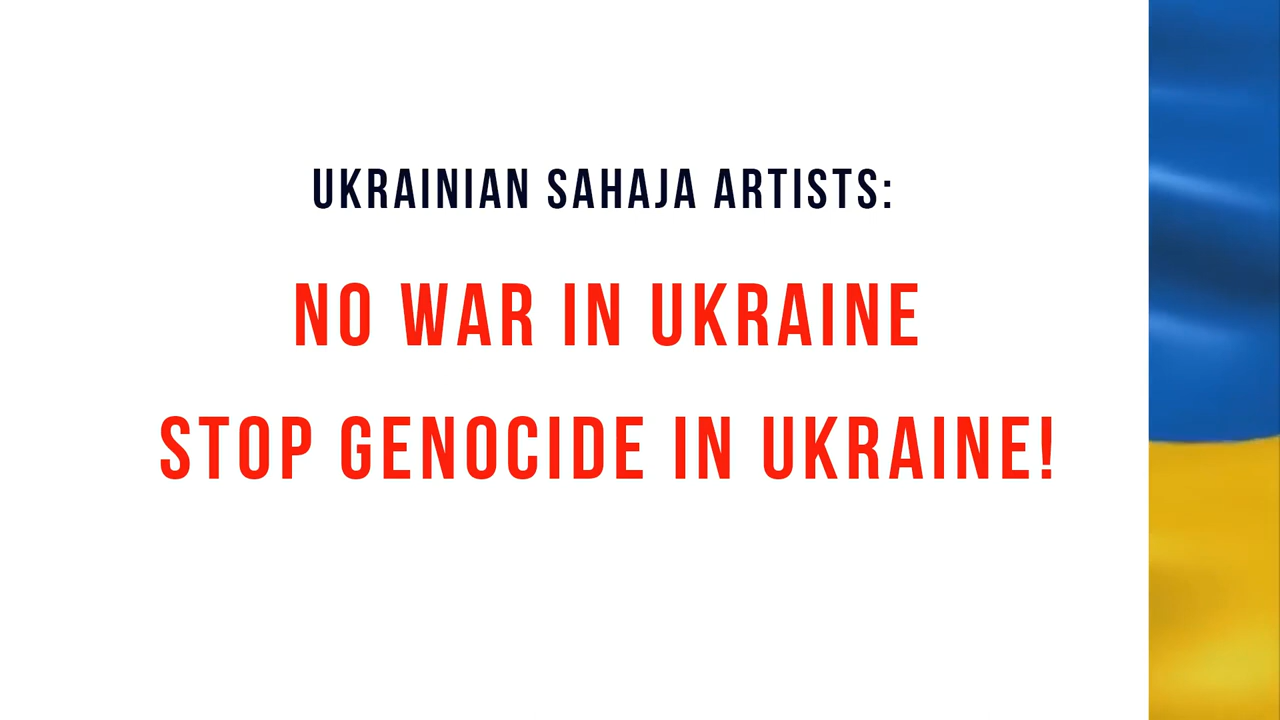 UKRAINIAN SAHAJA ARTISTS:
NO WAR IN UKRAINE
STOP GENOCIDE IN UKRAINE!